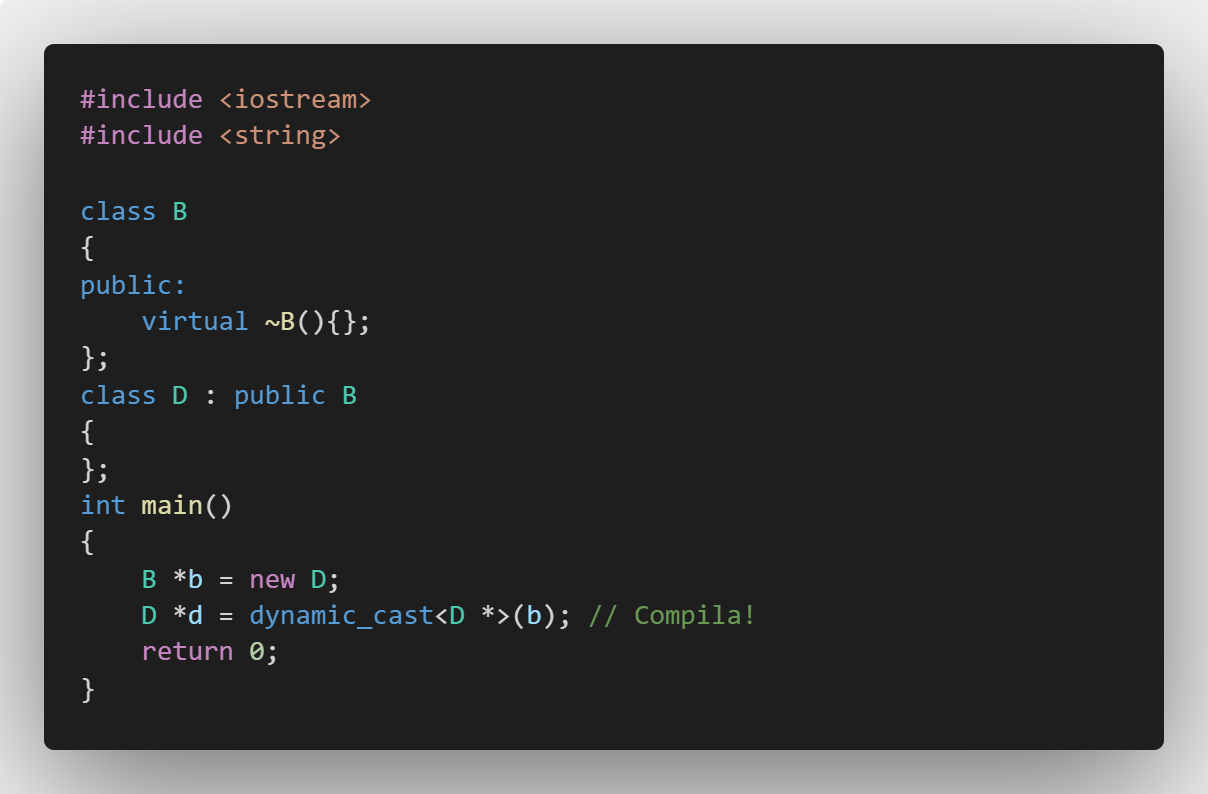 #include <iostream>
#include <string>

class B
{
public:
    virtual ~B(){};
};
class D : public B
{
};
int main()
{
    B *b = new D;
    D *d = dynamic_cast<D *>(b); // Compila!
    return 0;
}